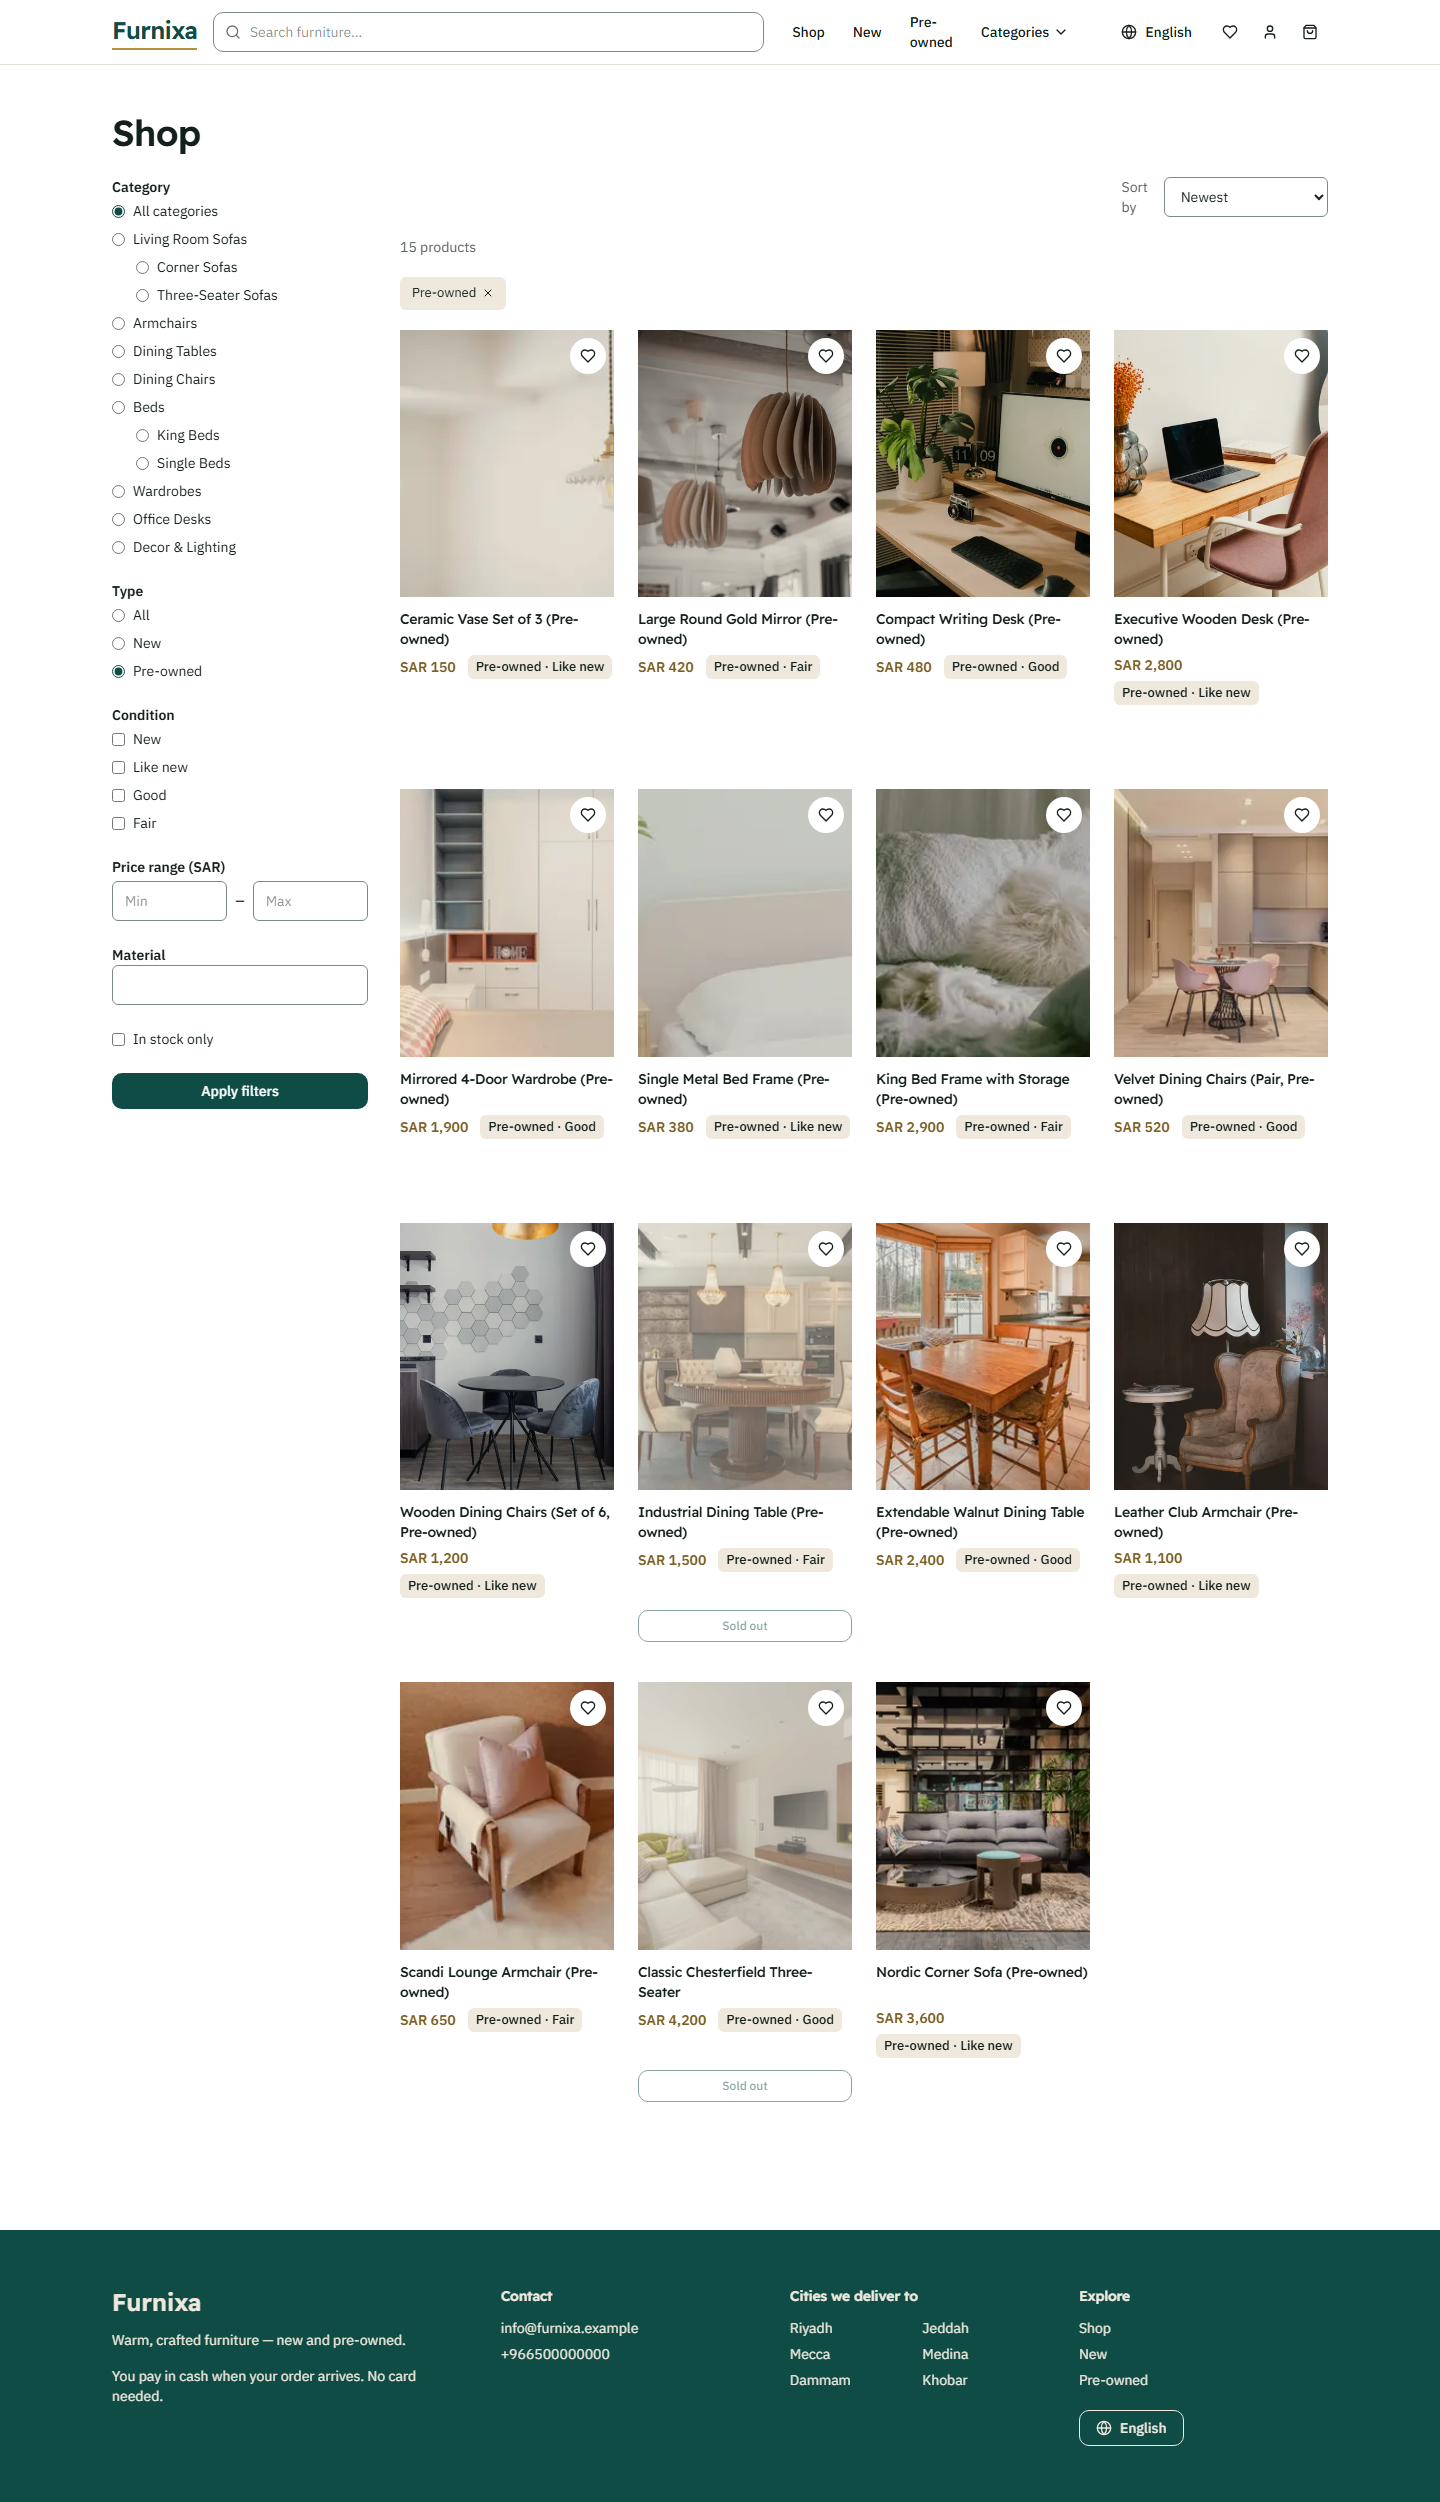 Furnixa
Search furniture...
Shop
New
Pre-
owned
Categories
English
Shop
Category
All categories
Living Room Sofas
Corner Sofas
Three-Seater Sofas
Armchairs
Dining Tables
Dining Chairs
Beds
King Beds
Single Beds
Wardrobes
Office Desks
Decor & Lighting
Type
All
New
Pre-owned
Condition
New
Like new
Good
Fair
Price range (SAR)
Min
–
Max
Material
In stock only
Apply filters
Sort
by
Newest
15 products
Pre-owned
11 09
Ceramic Vase Set of 3 (Pre-
owned)
SAR 150
Pre-owned · Like new
Large Round Gold Mirror (Pre-
owned)
SAR 420
Pre-owned · Fair
Compact Writing Desk (Pre-
owned)
SAR 480
Pre-owned · Good
Executive Wooden Desk (Pre-
owned)
SAR 2,800
Pre-owned · Like new
HOME
Mirrored 4-Door Wardrobe (Pre-
owned)
SAR 1,900
Pre-owned · Good
Single Metal Bed Frame (Pre-
owned)
SAR 380
Pre-owned · Like new
King Bed Frame with Storage
(Pre-owned)
SAR 2,900
Pre-owned · Fair
Velvet Dining Chairs (Pair, Pre-
owned)
SAR 520
Pre-owned · Good
Wooden Dining Chairs (Set of 6,
Pre-owned)
SAR 1,200
Pre-owned · Like new
Industrial Dining Table (Pre-
owned)
SAR 1,500
Pre-owned · Fair
Sold out
Extendable Walnut Dining Table
(Pre-owned)
SAR 2,400
Pre-owned · Good
Leather Club Armchair (Pre-
owned)
SAR 1,100
Pre-owned · Like new
Scandi Lounge Armchair (Pre-
owned)
SAR 650
Pre-owned · Fair
Classic Chesterfield Three-
Seater
SAR 4,200
Pre-owned · Good
Sold out
Nordic Corner Sofa (Pre-owned)
SAR 3,600
Pre-owned · Like new
Furnixa
Warm, crafted furniture — new and pre-owned.
You pay in cash when your order arrives. No card
needed.
Contact
info@furnixa.example
+966500000000
Cities we deliver to
Riyadh
Jeddah
Mecca
Medina
Dammam
Khobar
Explore
Shop
New
Pre-owned
English